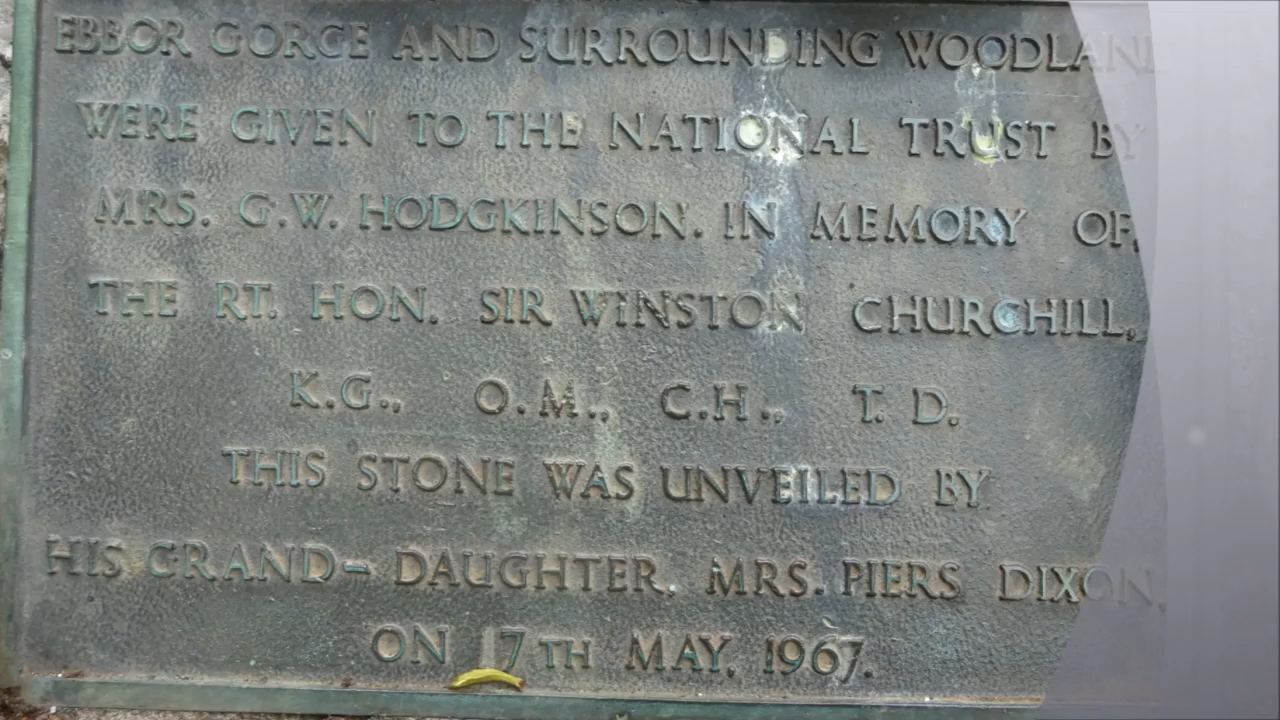 EBBOR GORGE AND SURROUNDING WOODLAND
WERE GIVEN TO THE NATIONAL TRUST BY
MRS. G.W. HODGKINSON. IN MEMORY OF,
THE RT. HON. SIR WINSTON CHURCHILL,
K.G., O.M., C.H., T. D.
THIS STONE WAS UNVEILED BY
HIS GRAND- DAUGHTER, MRS. PIERS DIXON,
ON 17TH MAY, 1967.